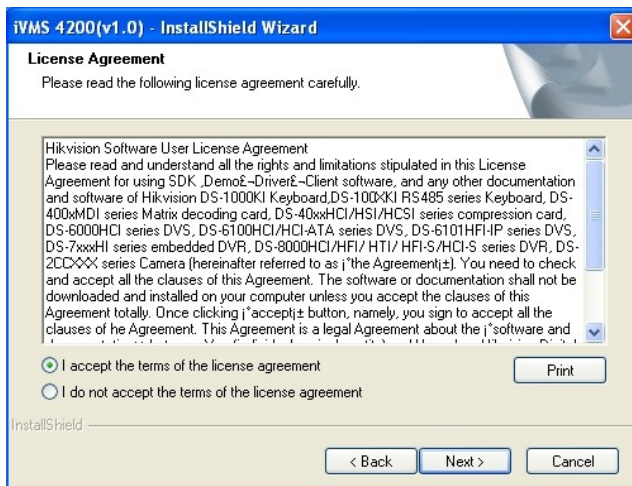 iVMS 4200(v1.0) - InstallShield Wizard
License Agreement
Please read the following license agreement carefully.
Hikvision Software User License Agreement
Please read and understand all the rights and limitations stipulated in this License
Agreement for using SDK ,Demo£¬Driver£¬Client software, and any other documentation
and software of Hikvision DS-1000KI Keyboard,DS-100XKI RS485 series Keyboard, DS-
400xMDI series Matrix decoding card, DS-40xxHCI/HSI/HCSI series compression card,
DS-6000HCI series DVS, DS-6100HCI/HCI-ATA series DVS, DS-6101HFI-IP series DVS,
DS-7xxxHI series embedded DVR, DS-8000HCI/HFI/ HTI/ HFI-S/HCI-S series DVR, DS-
2CCXXX series Camera (hereinafter referred to as ¡°the Agreement¡±). You need to check
and accept all the clauses of this Agreement. The software or documentation shall not be
downloaded and installed on your computer unless you accept the clauses of this
Agreement totally. Once clicking ¡°accept¡± button, namely, you sign to accept all the
clauses of he Agreement. This Agreement is a legal Agreement about the ¡°software and
I accept the terms of the license agreement
Print
I do not accept the terms of the license agreement
InstallShield
< Back
Next >
Cancel